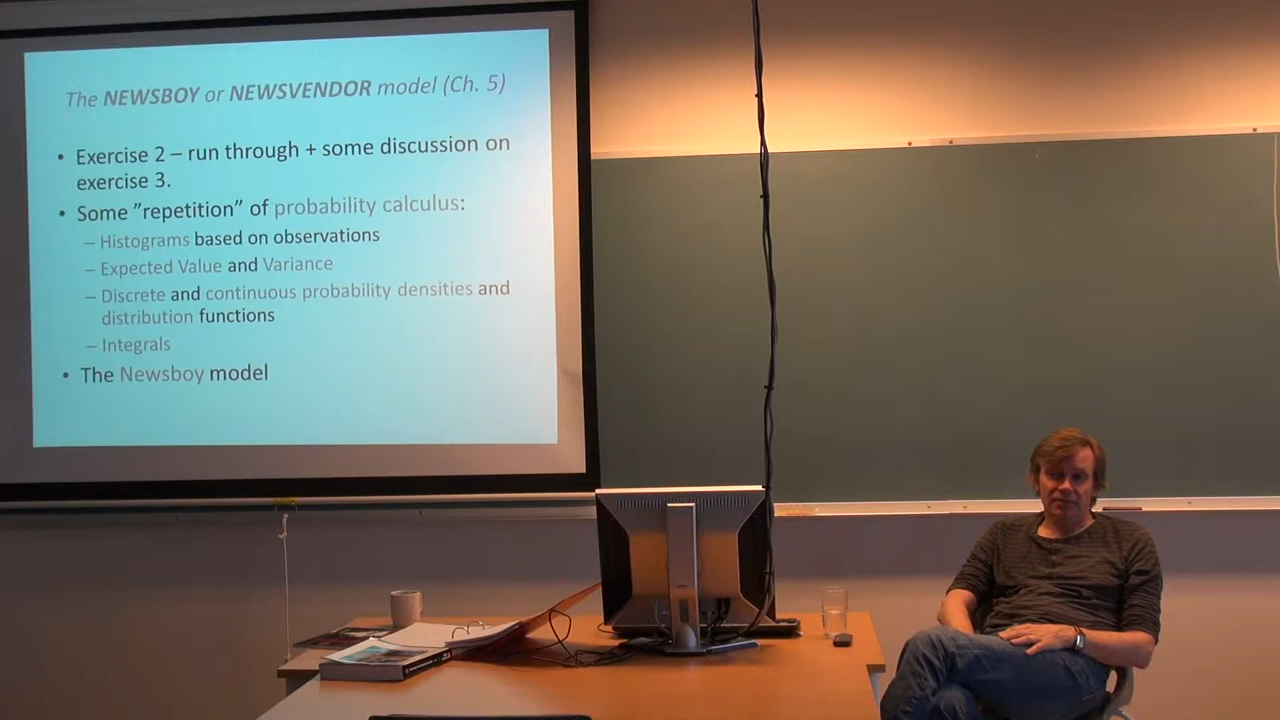 The NEWSBOY or NEWSVENDOR model (Ch. 5)
• Exercise 2 – run through + some discussion on
exercise 3.
• Some ”repetition” of probability calculus:
– Histograms based on observations
– Expected Value and Variance
– Discrete and continuous probability densities and
distribution functions
– Integrals
• The Newsboy model